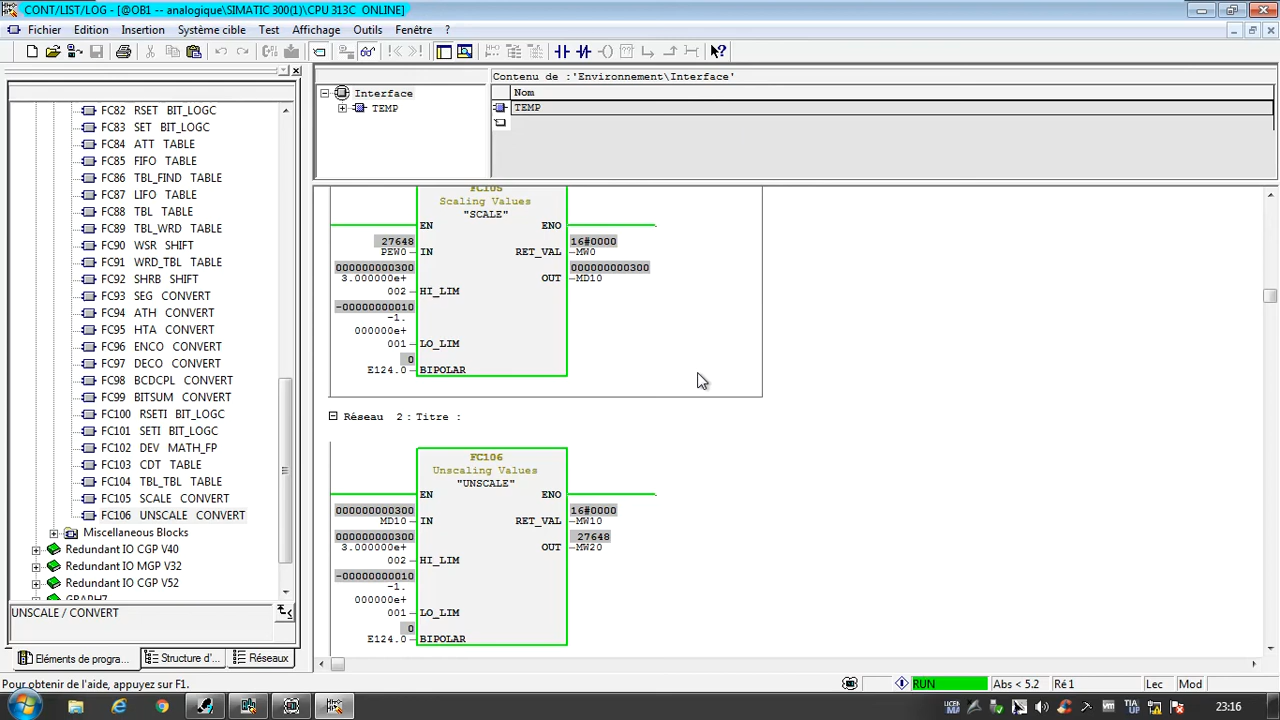 CONT/LIST/LOG - [@OB1 -- analogique\SIMATIC 300(1)\CPU 313C ONLINE]
Fichier Edition Insertion Système cible Test Affichage Outils Fenêtre ?
Contenu de :'Environnement\Interface'
Interface
TEMP
Nom
TEMP
FC82 RSET BIT_LOGC
FC83 SET BIT_LOGC
FC84 ATT TABLE
FC85 FIFO TABLE
FC86 TBL_FIND TABLE
FC87 LIFO TABLE
FC88 TBL TABLE
FC89 TBL_WRD TABLE
FC90 WSR SHIFT
FC91 WRD_TBL TABLE
FC92 SHRB SHIFT
FC93 SEG CONVERT
FC94 ATH CONVERT
FC95 HTA CONVERT
FC96 ENCO CONVERT
FC97 DECO CONVERT
FC98 BCDCPL CONVERT
FC99 BITSUM CONVERT
FC100 RSETI BIT_LOGC
FC101 SETI BIT_LOGC
FC102 DEV MATH_FP
FC103 CDT TABLE
FC104 TBL_TBL TABLE
FC105 SCALE CONVERT
FC106 UNSCALE CONVERT
Miscellaneous Blocks
Redundant IO CGP V40
Redundant IO MGP V32
Redundant IO CGP V52
GRAPH7
UNSCALE / CONVERT
Eléments de progra... Structure d'... Réseaux
FC105
Scaling Values
"SCALE"
EN ENO
27648 16#0000
PEW0 IN RET_VAL MW0
000000000300 000000000300
3.000000e+ OUT MD10
002 HI_LIM
-00000000010
-1.
000000e+
001 LO_LIM
0
E124.0 BIPOLAR
Réseau 2 : Titre :
FC106
Unscaling Values
"UNSCALE"
EN ENO
000000000300 16#0000
MD10 IN RET_VAL MW10
000000000300 27648
3.000000e+ OUT MW20
002 HI_LIM
-00000000010
-1.
000000e+
001 LO_LIM
0
E124.0 BIPOLAR
Pour obtenir de l'aide, appuyez sur F1.
RUN Abs < 5.2 Ré 1 Lec Mod
23:16